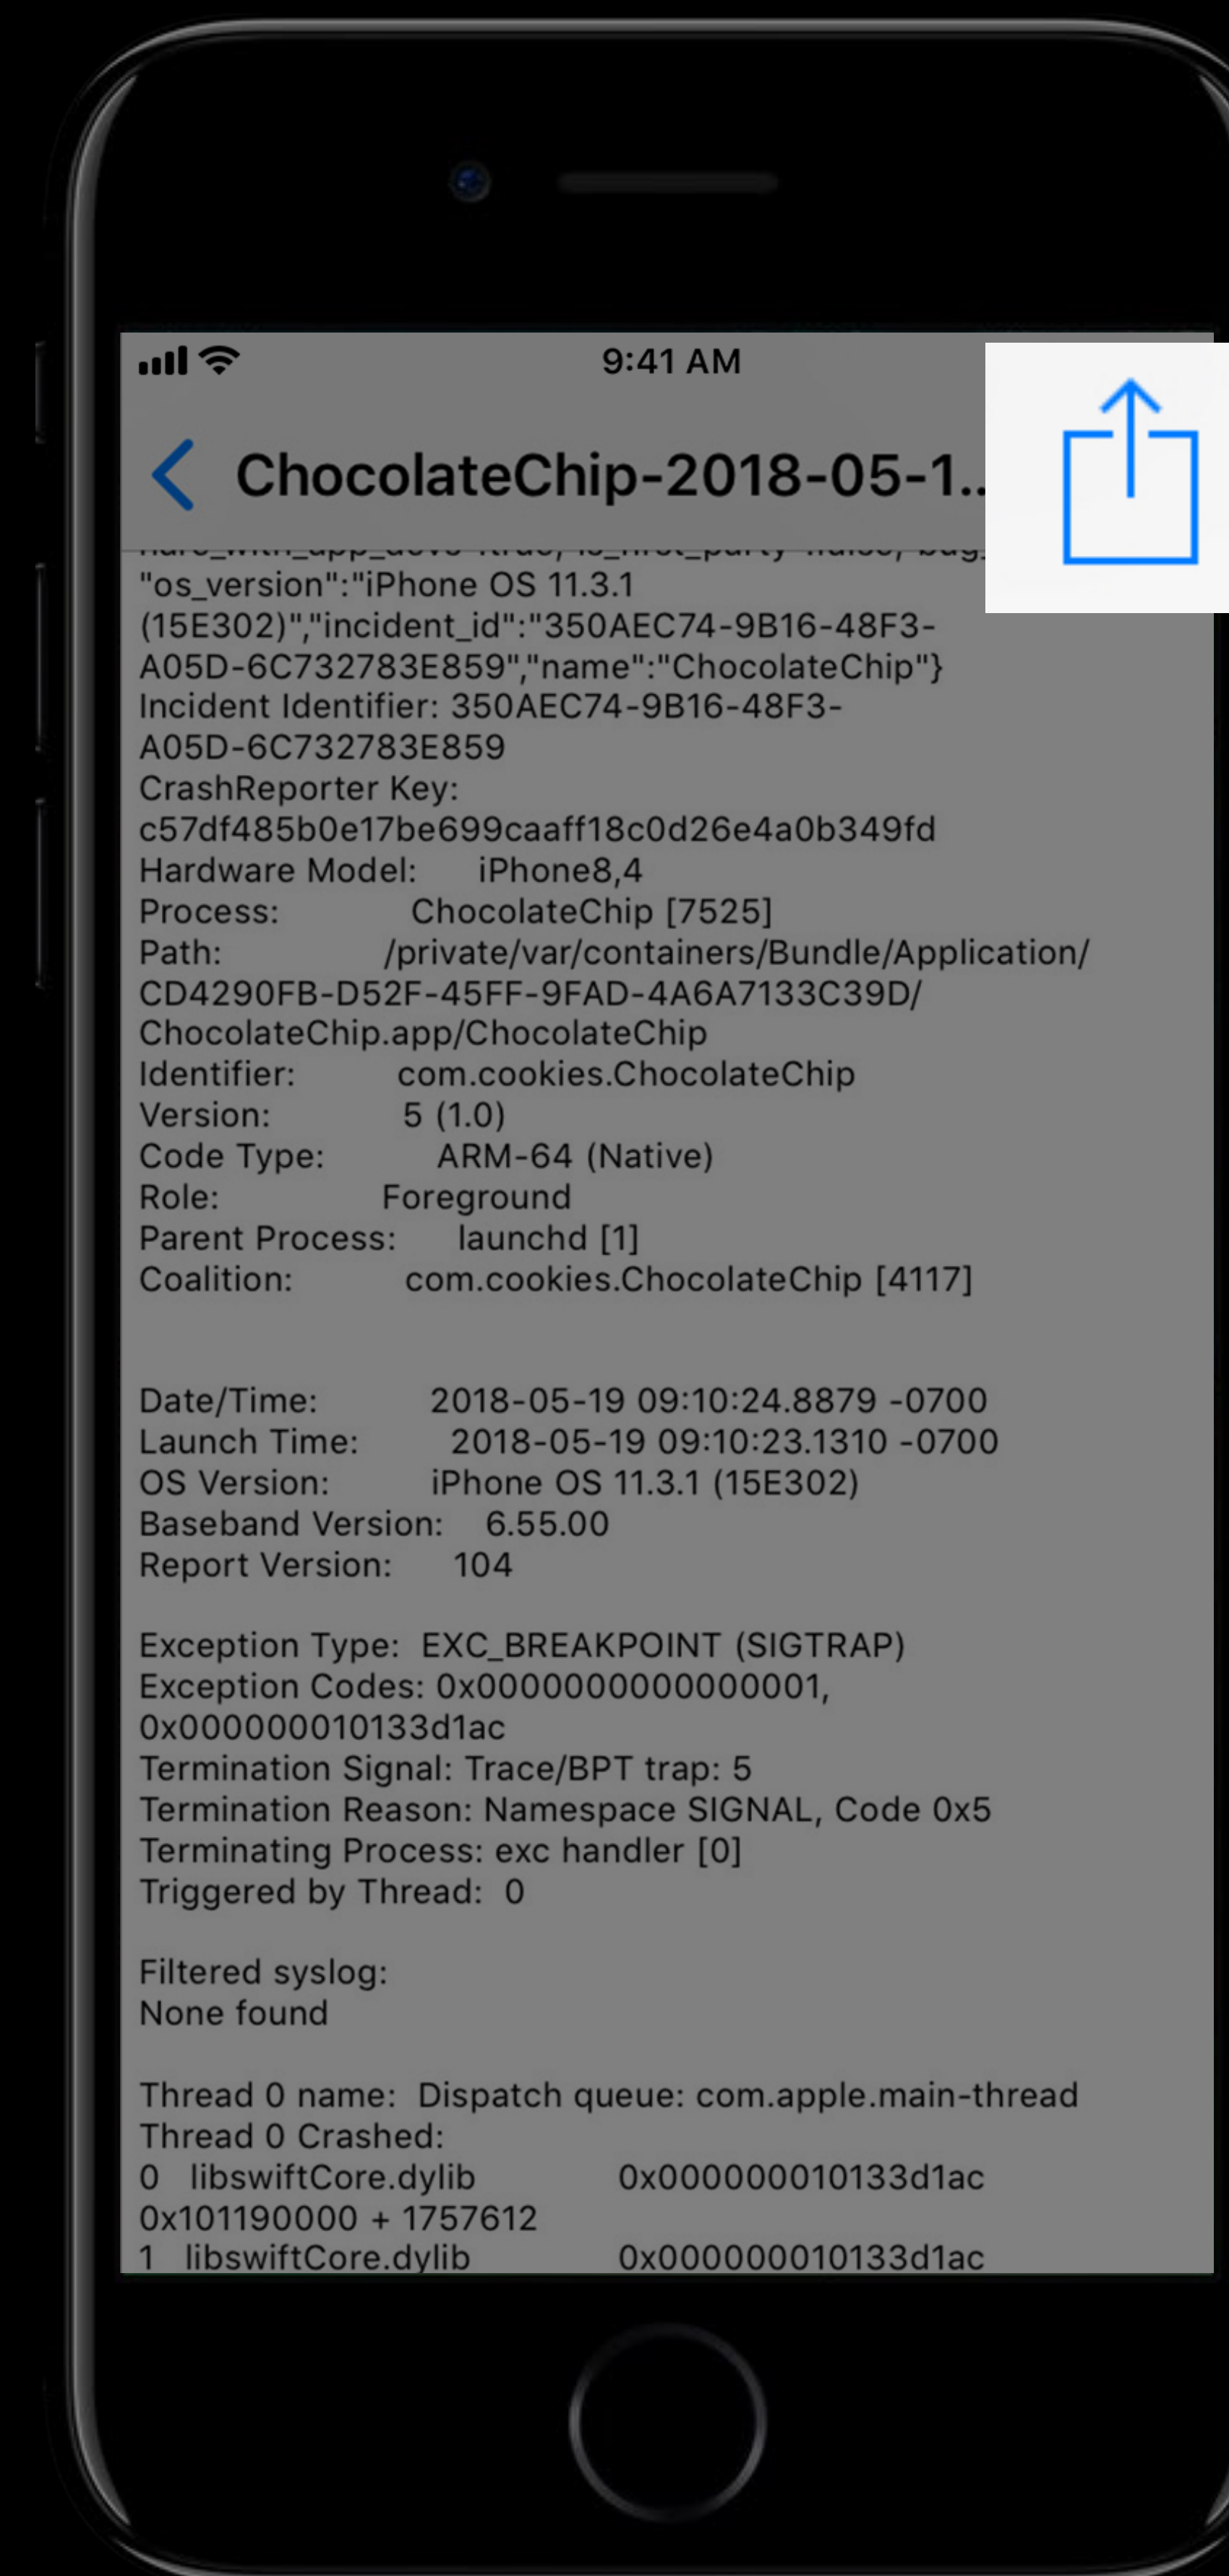 9:41 AM
ChocolateChip-2018-05-1..
"os_version":"iPhone OS 11.3.1
(15E302)","incident_id":"350AEC74-9B16-48F3-
A05D-6C732783E859","name":"ChocolateChip"}
Incident Identifier: 350AEC74-9B16-48F3-
A05D-6C732783E859
CrashReporter Key:
c57df485b0e17be699caaff18c0d26e4a0b349fd
Hardware Model: iPhone8,4
Process: ChocolateChip [7525]
Path: /private/var/containers/Bundle/Application/
CD4290FB-D52F-45FF-9FAD-4A6A7133C39D/
ChocolateChip.app/ChocolateChip
Identifier: com.cookies.ChocolateChip
Version: 5 (1.0)
Code Type: ARM-64 (Native)
Role: Foreground
Parent Process: launchd [1]
Coalition: com.cookies.ChocolateChip [4117]
Date/Time: 2018-05-19 09:10:24.8879 -0700
Launch Time: 2018-05-19 09:10:23.1310 -0700
OS Version: iPhone OS 11.3.1 (15E302)
Baseband Version: 6.55.00
Report Version: 104
Exception Type: EXC_BREAKPOINT (SIGTRAP)
Exception Codes: 0x0000000000000001,
0x000000010133d1ac
Termination Signal: Trace/BPT trap: 5
Termination Reason: Namespace SIGNAL, Code 0x5
Terminating Process: exc handler [0]
Triggered by Thread: 0
Filtered syslog:
None found
Thread 0 name: Dispatch queue: com.apple.main-thread
Thread 0 Crashed:
0 libswiftCore.dylib 0x000000010133d1ac
0x101190000 + 1757612
1 libswiftCore.dylib 0x000000010133d1ac